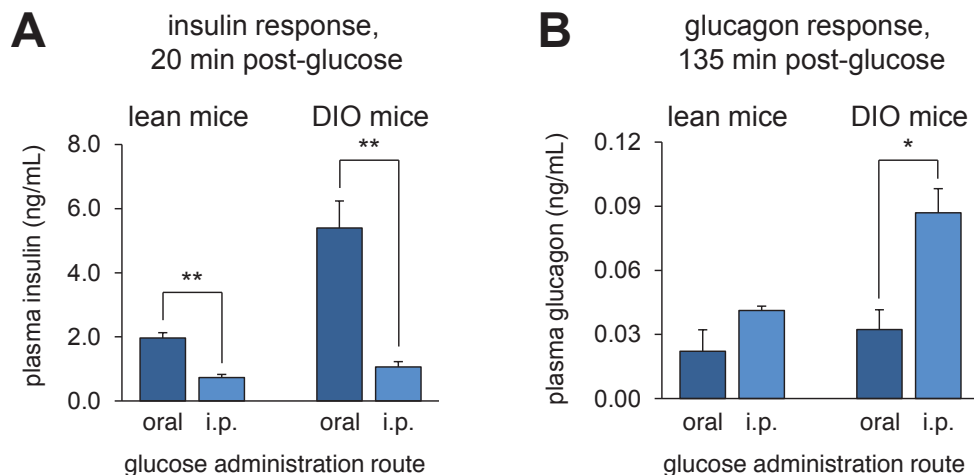 A
insulin response,
20 min post-glucose
lean mice
DIO mice
plasma insulin (ng/mL)
8.0
6.0
4.0
2.0
0.0
**
**
oral i.p. oral i.p.
glucose administration route
B
glucagon response,
135 min post-glucose
lean mice
DIO mice
plasma glucagon (ng/mL)
0.12
0.09
0.06
0.03
0.00
*
oral i.p. oral i.p.
glucose administration route